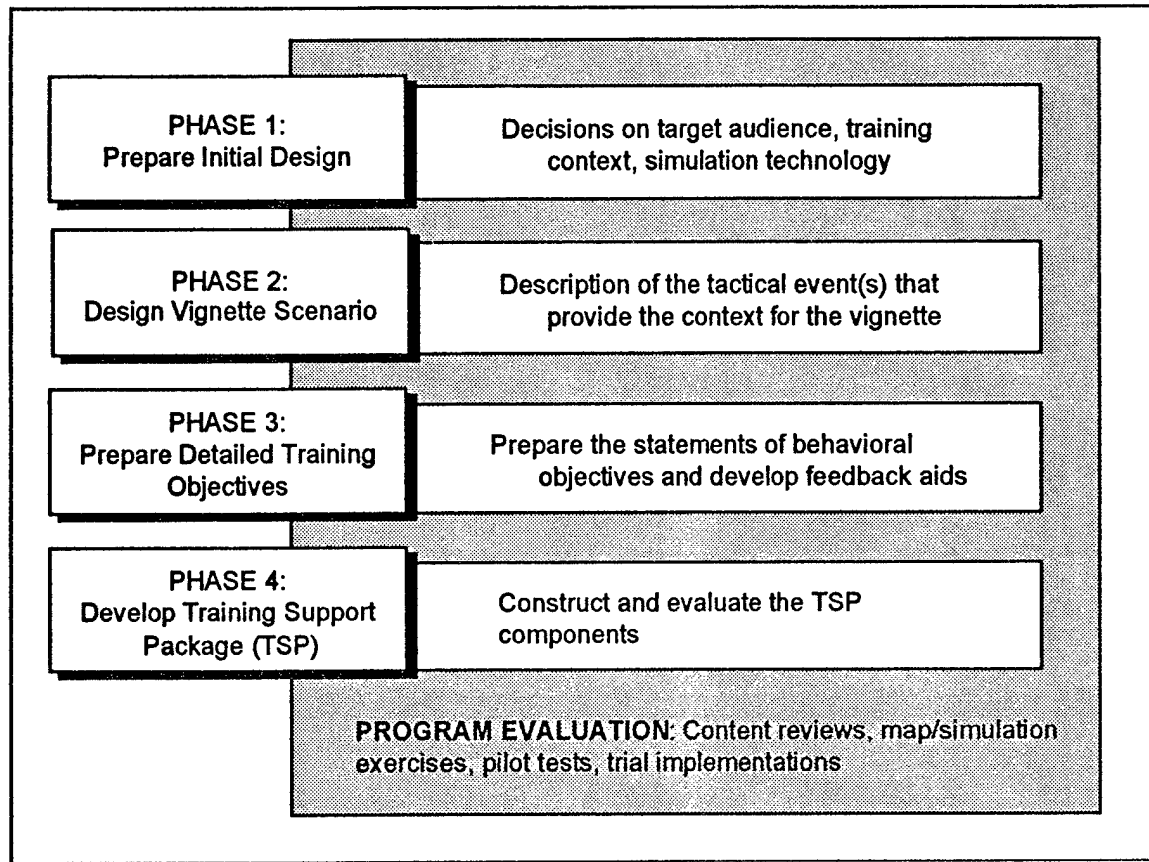 PHASE 1:
Prepare Initial Design
Decisions on target audience, training
context, simulation technology
PHASE 2:
Design Vignette Scenario
Description of the tactical event(s) that
provide the context for the vignette
PHASE 3:
Prepare Detailed Training
Objectives
Prepare the statements of behavioral
objectives and develop feedback aids
PHASE 4:
Develop Training Support
Package (TSP)
Construct and evaluate the TSP
components
PROGRAM EVALUATION: Content reviews, map/simulation
exercises, pilot tests, trial implementations